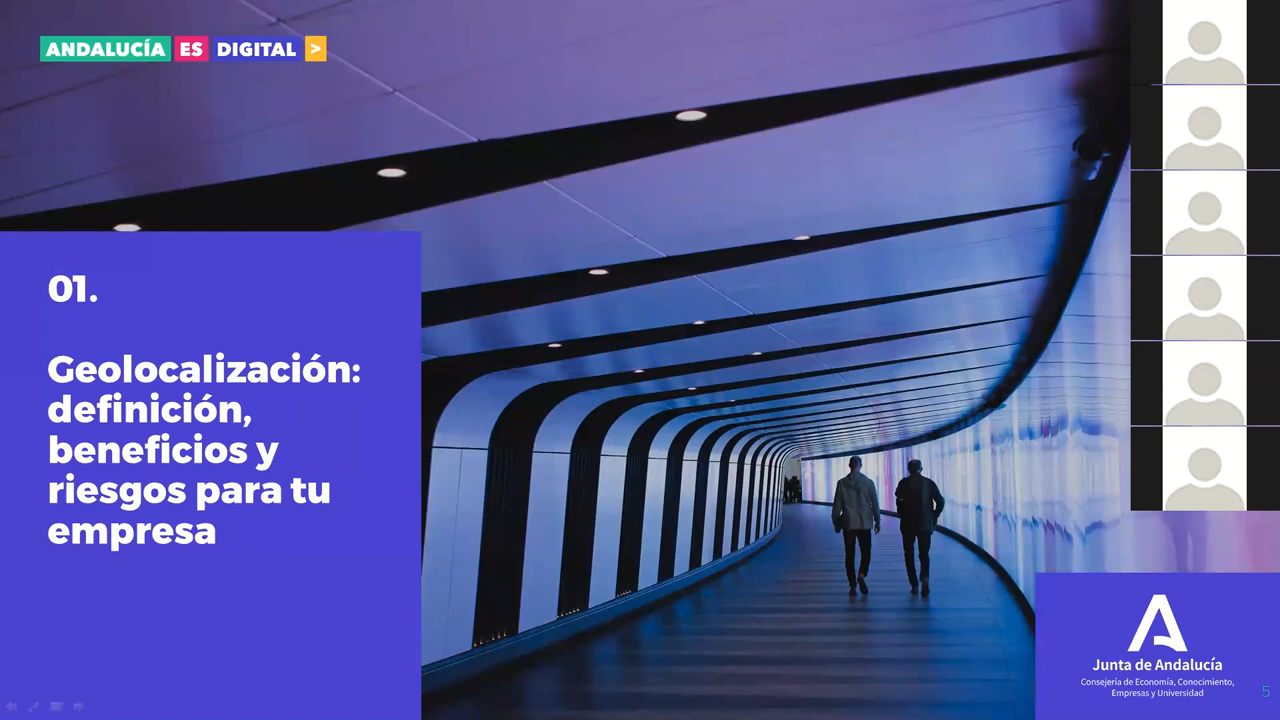 ANDALUCÍA ES DIGITAL >
01.
Geolocalización:
definición,
beneficios y
riesgos para tu
empresa
Junta de Andalucía
Consejería de Economía, Conocimiento,
Empresas y Universidad
5